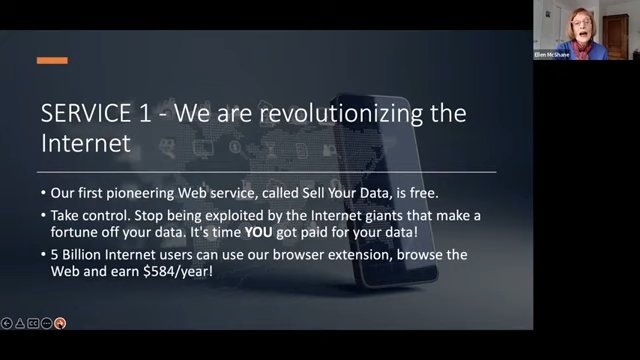 Ellen McShane
SERVICE 1 - We are revolutionizing the
Internet
• Our first pioneering Web service, called Sell Your Data, is free.
• Take control. Stop being exploited by the Internet giants that make a
fortune off your data. It's time YOU got paid for your data!
• 5 Billion Internet users can use our browser extension, browse the
Web and earn $584/year!
CC